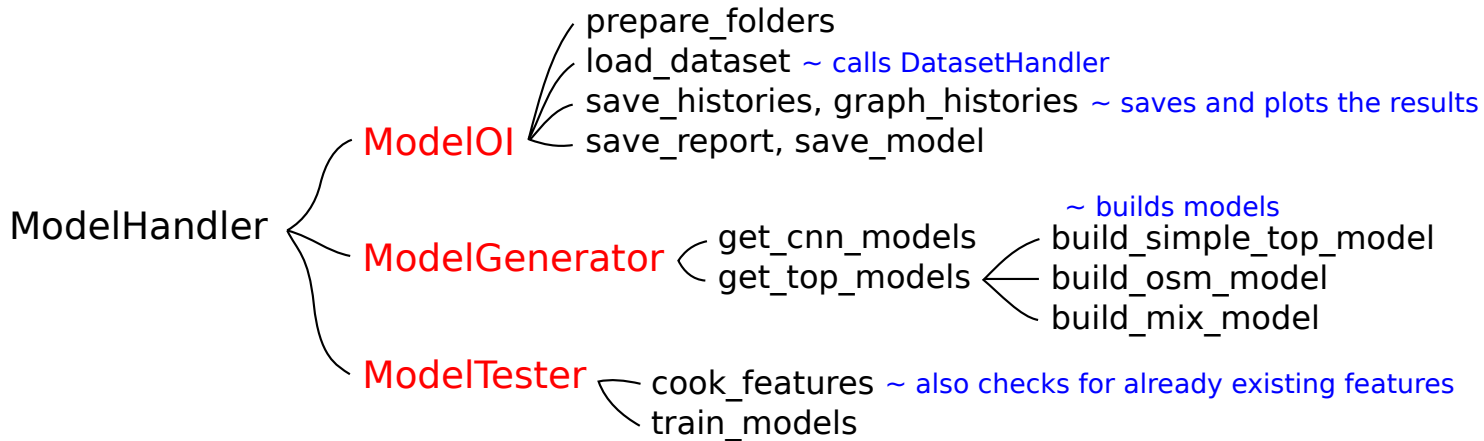 prepare_folders
load_dataset ~ calls DatasetHandler
save_histories, graph_histories ~ saves and plots the results
ModelOI
save_report, save_model
ModelHandler
~ builds models
ModelGenerator
get_cnn_models
build_simple_top_model
get_top_models
build_osm_model
build_mix_model
ModelTester
cook_features ~ also checks for already existing features
train_models